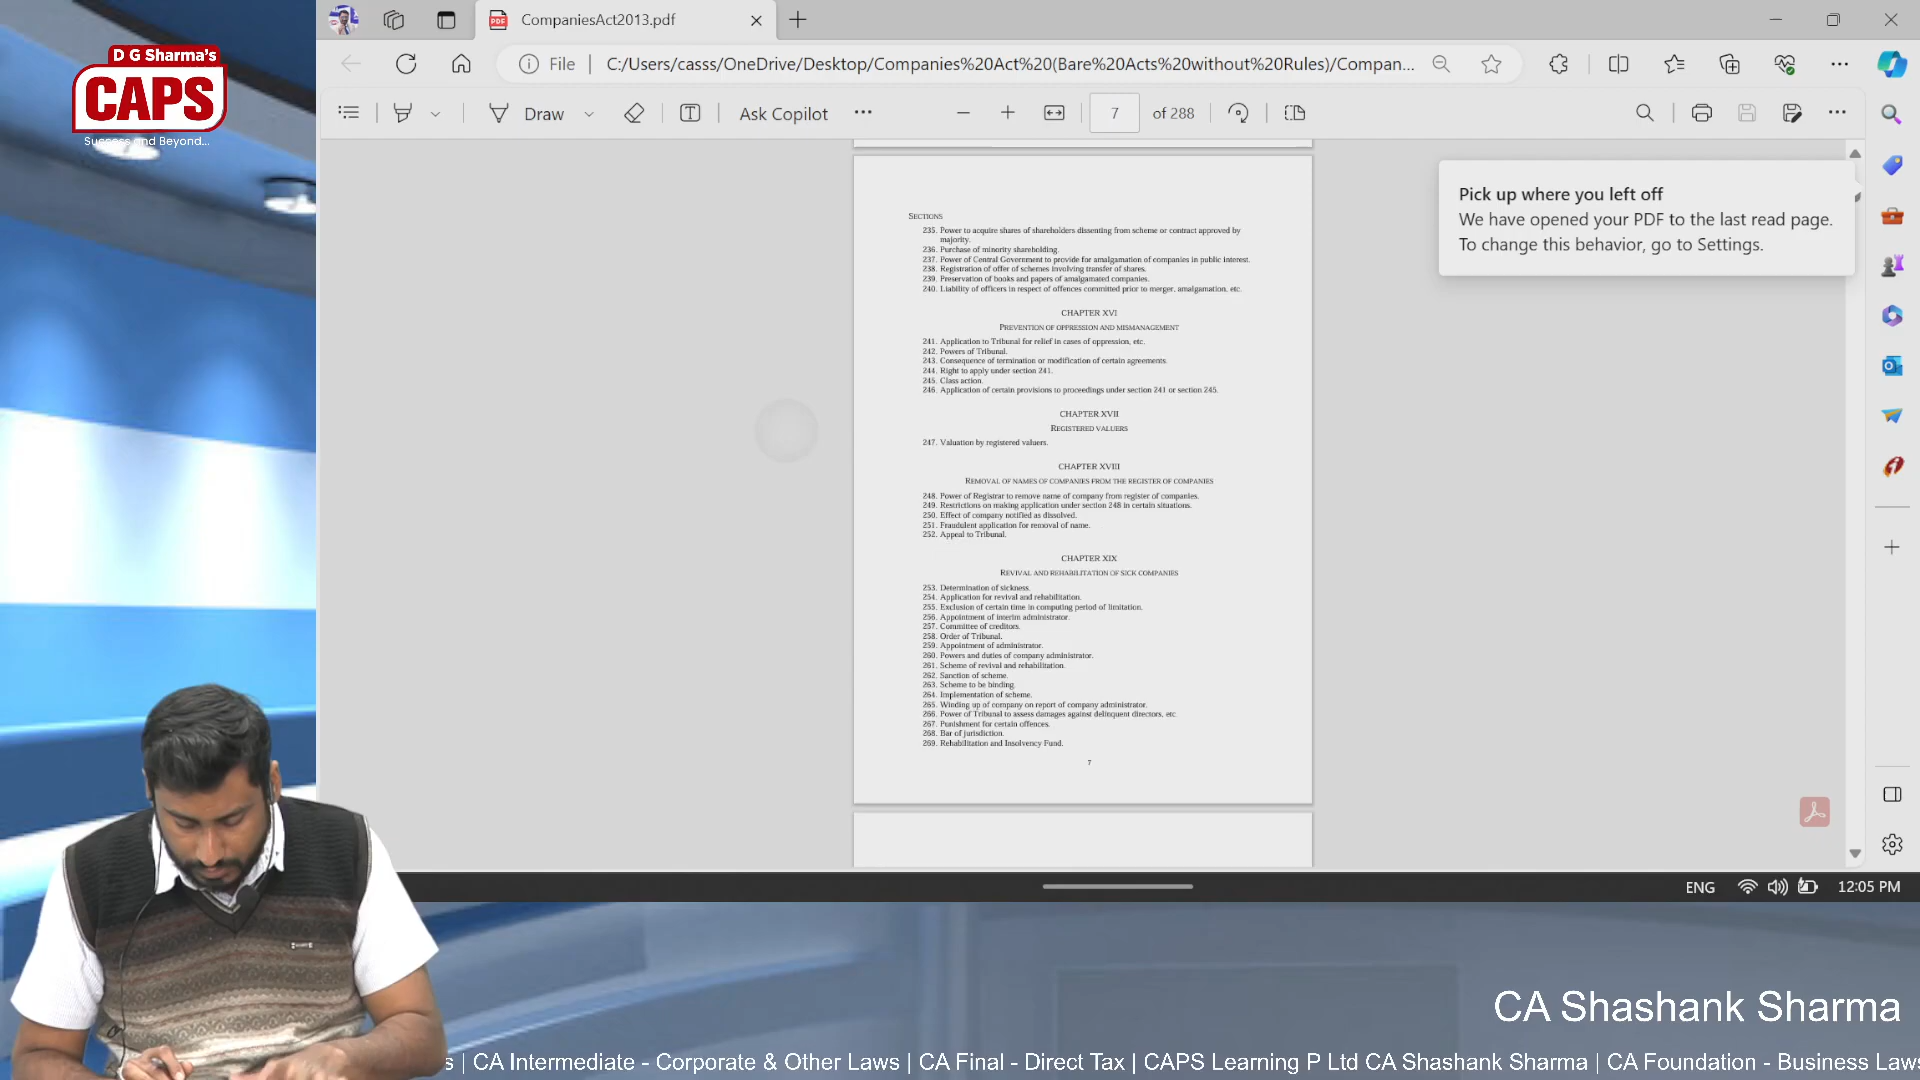 D G Sharma's
CAPS
Success and Beyond...
CompaniesAct2013.pdf
File
C:/Users/casss/OneDrive/Desktop/Companies%20Act%20(Bare%20Acts%20without%20Rules)/Compan...
Draw
Ask Copilot
7 of 288
Pick up where you left off
We have opened your PDF to the last read page.
To change this behavior, go to Settings.
SECTIONS
235. Power to acquire shares of shareholders dissenting from scheme or contract approved by
majority.
236. Purchase of minority shareholding.
237. Power of Central Government to provide for amalgamation of companies in public interest.
238. Registration of offer of schemes involving transfer of shares.
239. Preservation of books and papers of amalgamated companies.
240. Liability of officers in respect of offences committed prior to merger, amalgamation, etc.
CHAPTER XVI
PREVENTION OF OPPRESSION AND MISMANAGEMENT
241. Application to Tribunal for relief in cases of oppression, etc.
242. Powers of Tribunal.
243. Consequence of termination or modification of certain agreements.
244. Right to apply under section 241.
245. Class action.
246. Application of certain provisions to proceedings under section 241 or section 245.
CHAPTER XVII
REGISTERED VALUERS
247. Valuation by registered valuers.
CHAPTER XVIII
REMOVAL OF NAMES OF COMPANIES FROM THE REGISTER OF COMPANIES
248. Power of Registrar to remove name of company from register of companies.
249. Restrictions on making application under section 248 in certain situations.
250. Effect of company notified as dissolved.
251. Fraudulent application for removal of name.
252. Appeal to Tribunal.
CHAPTER XIX
REVIVAL AND REHABILITATION OF SICK COMPANIES
253. Determination of sickness.
254. Application for revival and rehabilitation.
255. Exclusion of certain time in computing period of limitation.
256. Appointment of interim administrator.
257. Committee of creditors.
258. Order of Tribunal.
259. Appointment of administrator.
260. Powers and duties of company administrator.
261. Scheme of revival and rehabilitation.
262. Sanction of scheme.
263. Scheme to be binding.
264. Implementation of scheme.
265. Winding up of company on report of company administrator.
266. Power of Tribunal to assess damages against delinquent directors, etc.
267. Punishment for certain offences.
268. Bar of jurisdiction.
269. Rehabilitation and Insolvency Fund.
7
ENG
12:05 PM
CA Shashank Sharma
s | CA Intermediate - Corporate & Other Laws | CA Final - Direct Tax | CAPS Learning P Ltd CA Shashank Sharma | CA Foundation - Business Laws